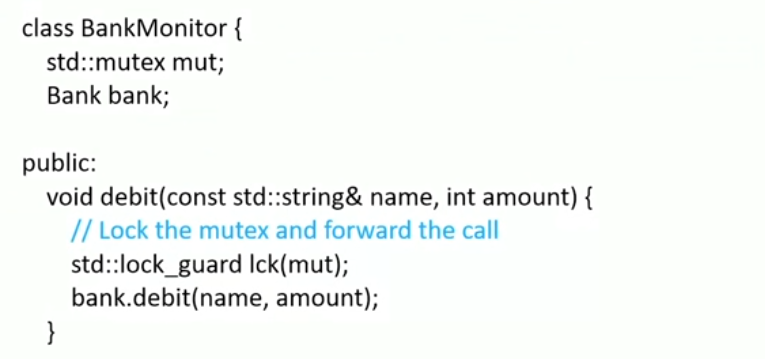 class BankMonitor {
std::mutex mut;
Bank bank;
public:
void debit(const std::string& name, int amount) {
// Lock the mutex and forward the call
std::lock_guard lck(mut);
bank.debit(name, amount);
}